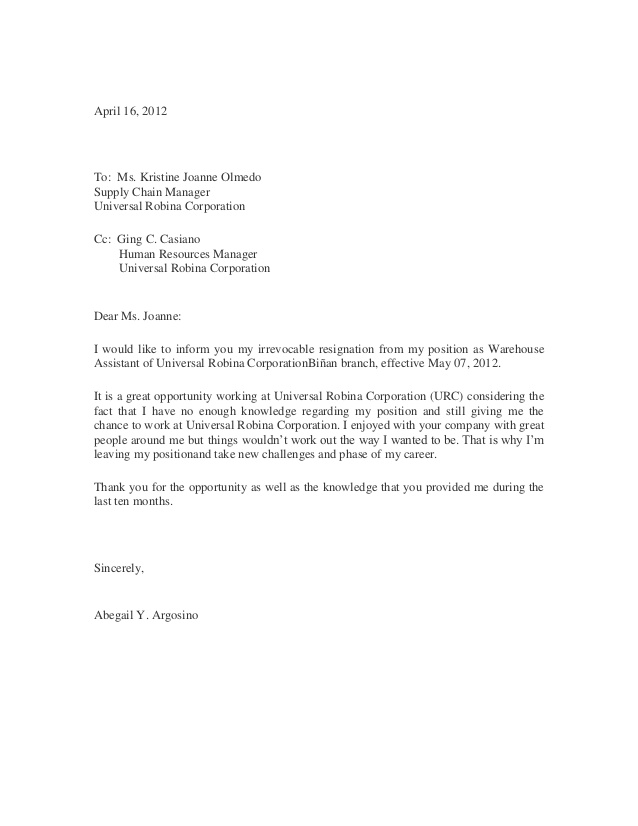 April 16, 2012
To: Ms. Kristine Joanne Olmedo
Supply Chain Manager
Universal Robina Corporation
Cc: Ging C. Casiano
Human Resources Manager
Universal Robina Corporation
Dear Ms. Joanne:
I would like to inform you my irrevocable resignation from my position as Warehouse
Assistant of Universal Robina CorporationBiñan branch, effective May 07, 2012.
It is a great opportunity working at Universal Robina Corporation (URC) considering the
fact that I have no enough knowledge regarding my position and still giving me the
chance to work at Universal Robina Corporation. I enjoyed with your company with great
people around me but things wouldn’t work out the way I wanted to be. That is why I’m
leaving my positionand take new challenges and phase of my career.
Thank you for the opportunity as well as the knowledge that you provided me during the
last ten months.
Sincerely,
Abegail Y. Argosino